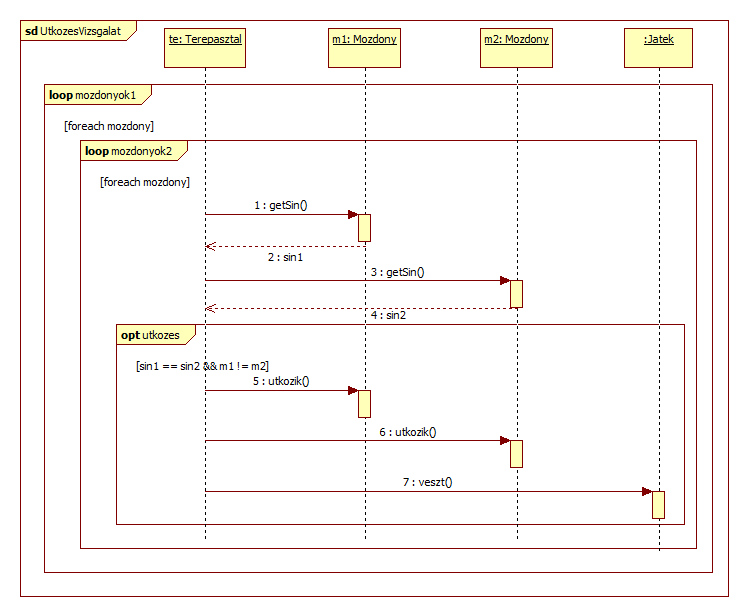 sd UtkozesVizsgalat
te: Terepasztal
m1: Mozdony
m2: Mozdony
:Jatek
loop mozdonyok1
[foreach mozdony]
loop mozdonyok2
[foreach mozdony]
1 : getSin()
2 : sin1
3 : getSin()
4 : sin2
opt utkozes
[sin1 == sin2 && m1 != m2]
5 : utkozik()
6 : utkozik()
7 : veszt()